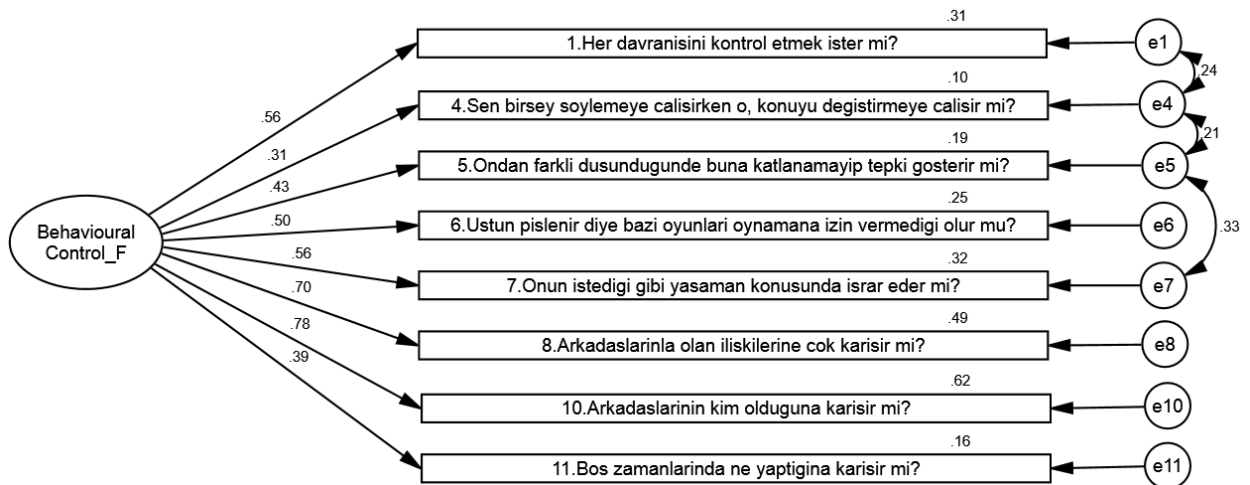 .31
1.Her davranisini kontrol etmek ister mi?
e1
.24
.10
.56
4.Sen birsey soylemeye calisirken o, konuyu degistirmeye calisir mi?
e4
.21
.19
.31
5.Ondan farkli dusundugunde buna katlanamayip tepki gosterir mi?
e5
.43
.25
.50
Behavioural
Control_F
6.Ustun pislenir diye bazi oyunlari oynamana izin vermedigi olur mu?
e6
.33
.56
.32
7.Onun istedigi gibi yasaman konusunda israr eder mi?
e7
.70
.49
.78
8.Arkadaslarinla olan iliskilerine cok karisir mi?
e8
.39
.62
10.Arkadaslarinin kim olduguna karisir mi?
e10
.16
11.Bos zamanlarinda ne yaptigina karisir mi?
e11